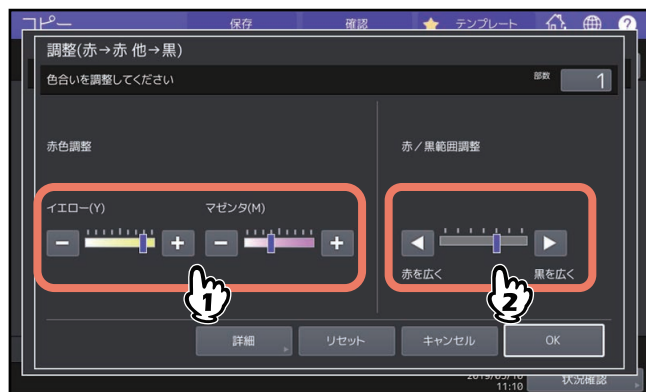 コピー 保存 確認 テンプレート ?
調整(赤→赤 他→黒)
色合いを調整してください 部数 1
赤色調整 赤/黒範囲調整
イエロー(Y) マゼンタ(M)
− + − +
赤を広く 黒を広く
1 2
詳細 リセット キャンセル OK
11:10 状況確認